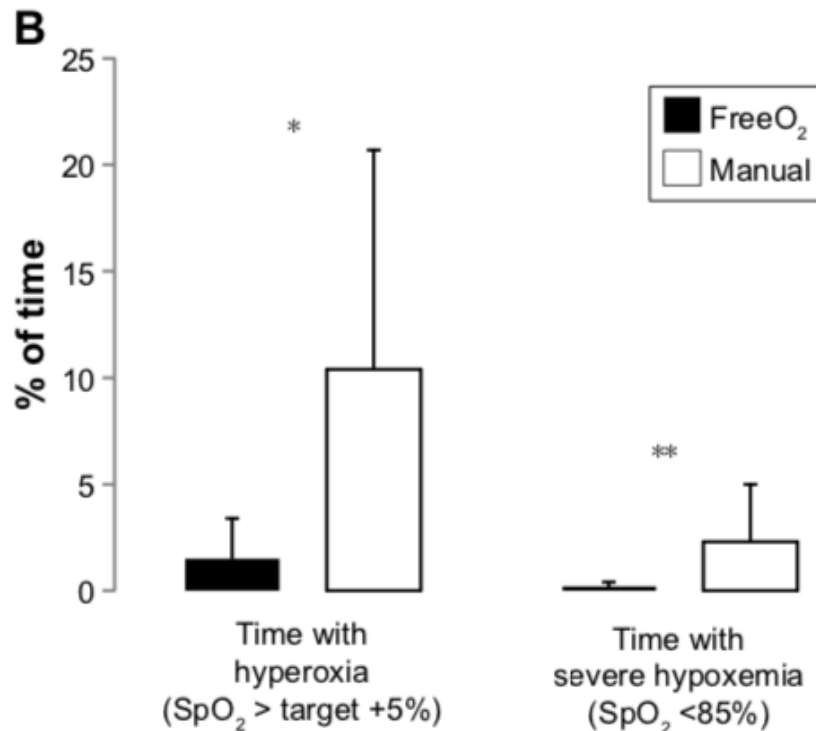 B
25
20
15
10
5
0
% of time
*
**
FreeO₂
Manual
Time with
hyperoxia
(SpO₂ > target +5%)
Time with
severe hypoxemia
(SpO₂ <85%)